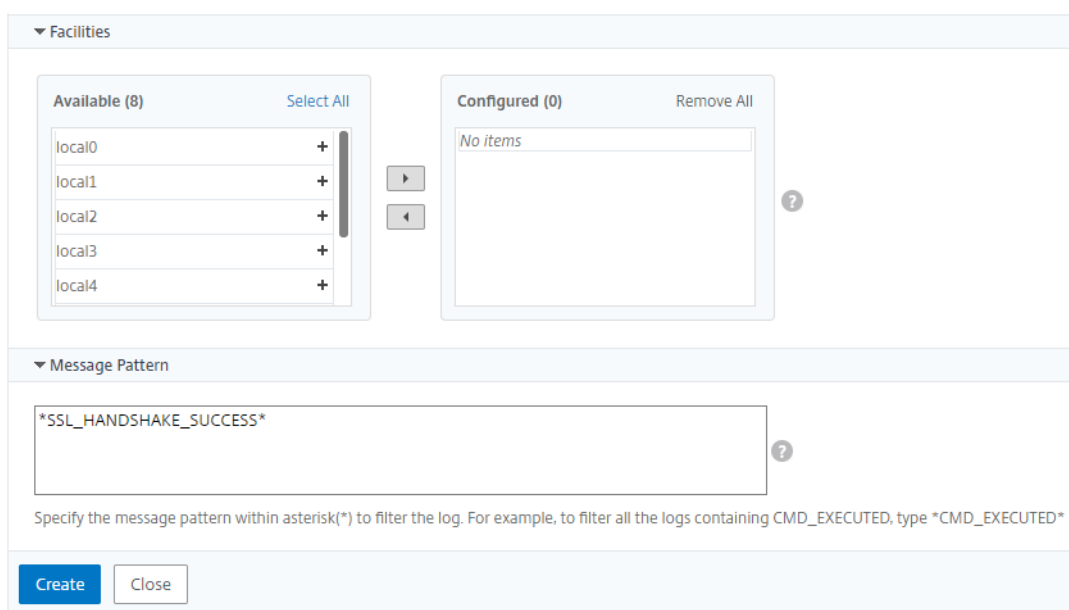 Facilities
Available (8) Select All
local0
local1
local2
local3
local4
Configured (0) Remove All
No items
?
Message Pattern
*SSL_HANDSHAKE_SUCCESS*
?
Specify the message pattern within asterisk(*) to filter the log. For example, to filter all the logs containing CMD_EXECUTED, type *CMD_EXECUTED*
Create Close